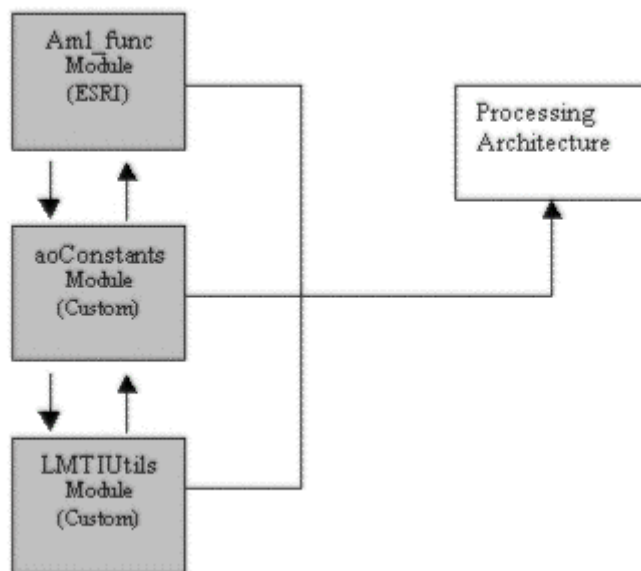 Aml_func
Module
(ESRI)
Processing
Architecture
aoConstants
Module
(Custom)
LMTIUtils
Module
(Custom)